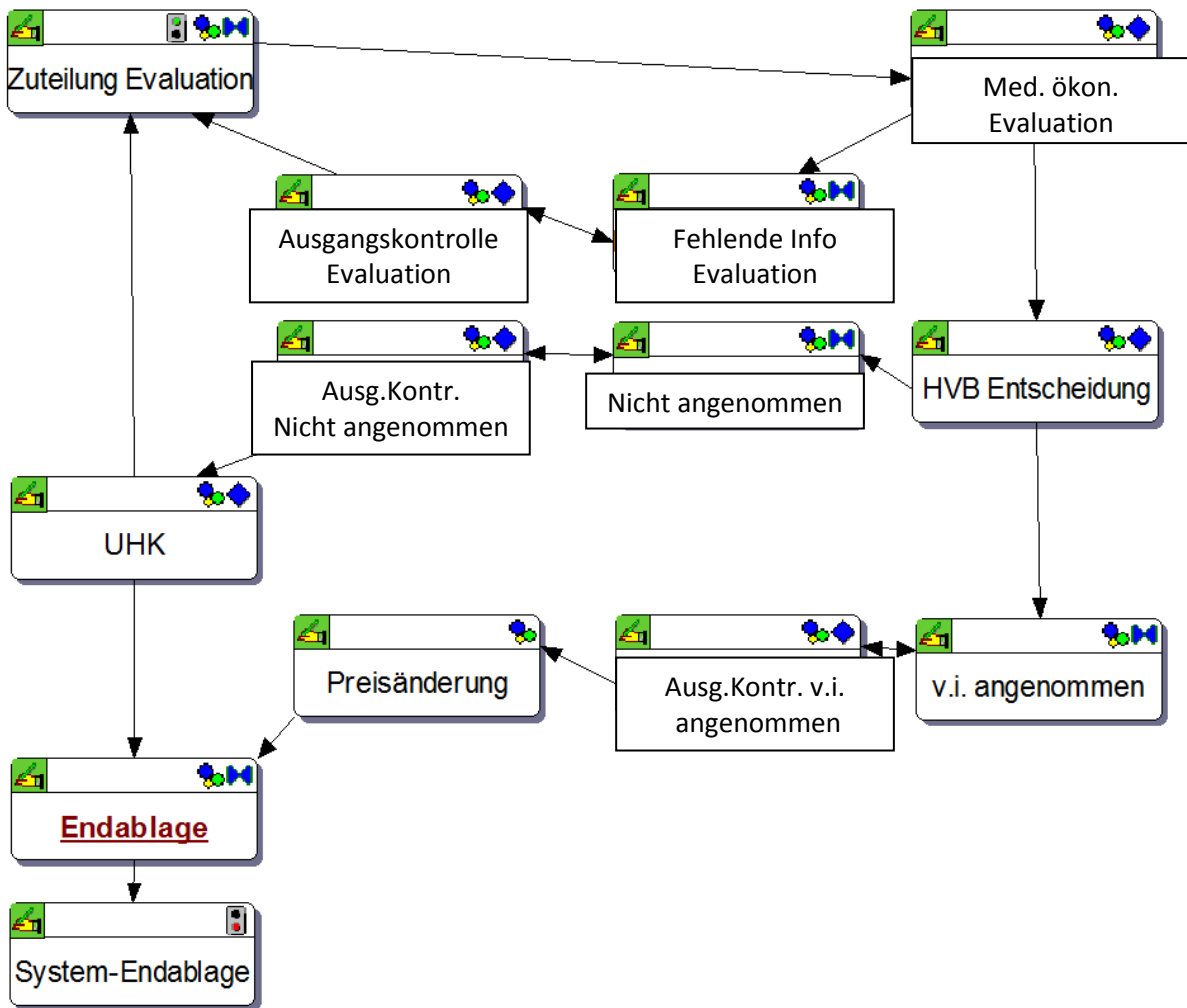 Zuteilung Evaluation
Med. ökon.
Evaluation
Ausgangskontrolle
Evaluation
Fehlende Info
Evaluation
Ausg.Kontr.
Nicht angenommen
Nicht angenommen
HVB Entscheidung
UHK
Preisänderung
Ausg.Kontr. v.i.
angenommen
v.i. angenommen
Endablage
System-Endablage